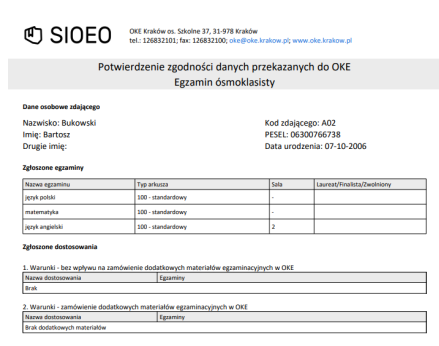 SIOEO
OKE Kraków os. Szkolne 37, 31-978 Kraków
tel.: 126832101; fax: 126832100; oke@oke.krakow.pl; www.oke.krakow.pl
Potwierdzenie zgodności danych przekazanych do OKE
Egzamin ósmoklasisty
Dane osobowe zdającego
Nazwisko: Bukowski
Kod zdającego: A02
Imię: Bartosz
PESEL: 06300766738
Drugie imię:
Data urodzenia: 07-10-2006
Zgłoszone egzaminy
Nazwa egzaminu Typ arkusza Sala Laureat/Finalista/Zwolniony
język polski 100 - standardowy -
matematyka 100 - standardowy -
język angielski 100 - standardowy 2
Zgłoszone dostosowania
1. Warunki - bez wpływu na zamówienie dodatkowych materiałów egzaminacyjnych w OKE
Nazwa dostosowania Egzaminy
Brak
2. Warunki - zamówienie dodatkowych materiałów egzaminacyjnych w OKE
Nazwa dostosowania Egzaminy
Brak dodatkowych materiałów